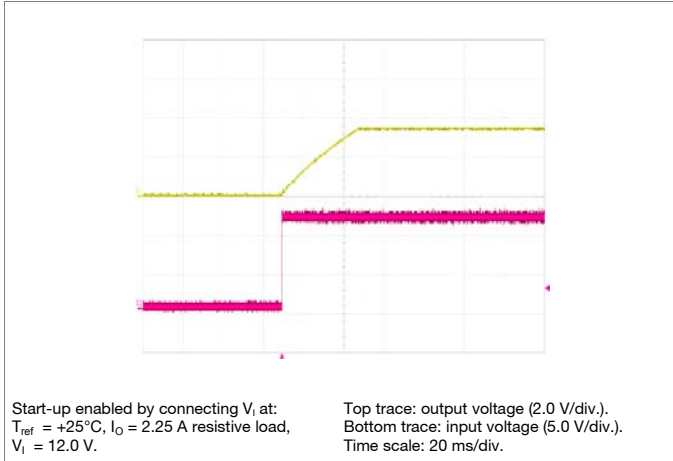 Start-up enabled by connecting VI at:
Tref = +25°C, IO = 2.25 A resistive load,
VI = 12.0 V.
Top trace: output voltage (2.0 V/div.).
Bottom trace: input voltage (5.0 V/div.).
Time scale: 20 ms/div.